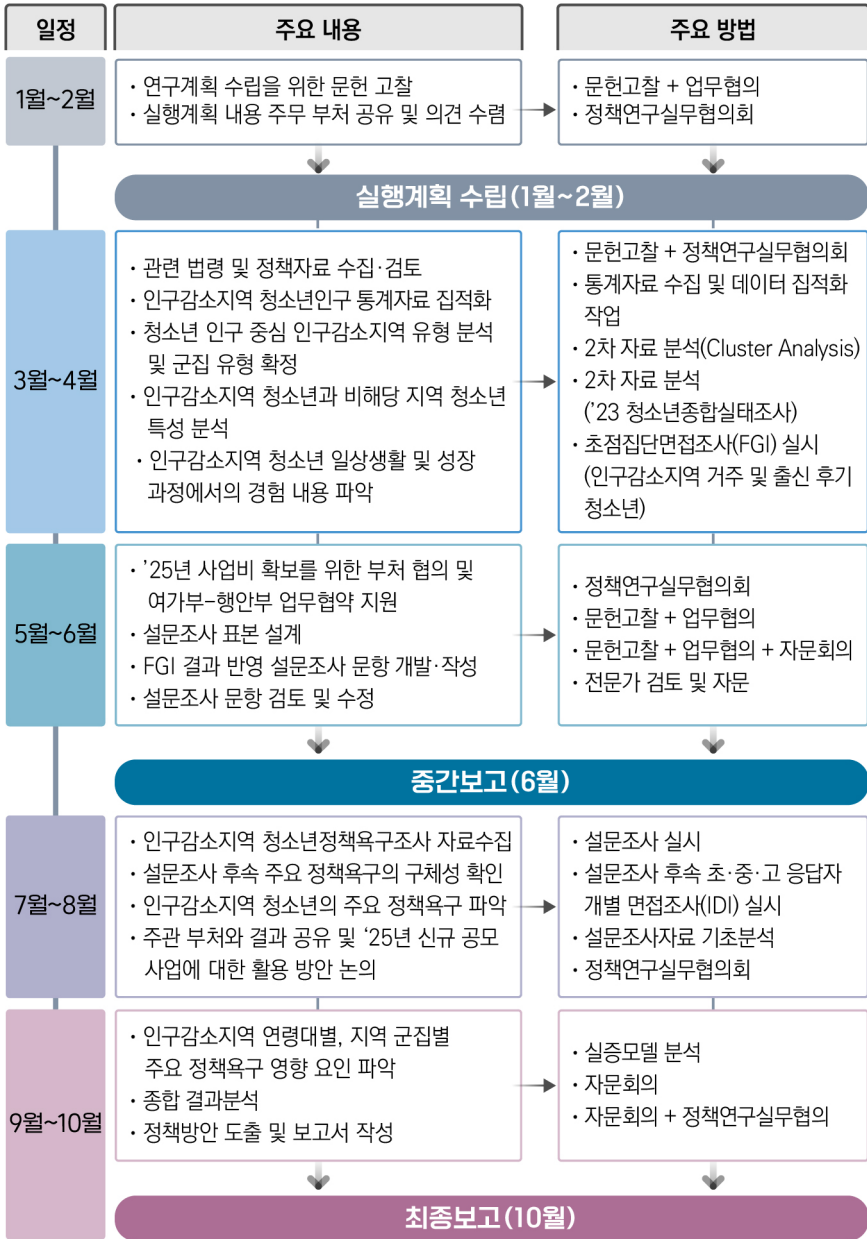 일정
주요 내용
주요 방법
1월~2월
· 연구계획 수립을 위한 문헌 고찰
· 실행계획 내용 주무 부처 공유 및 의견 수렴
· 문헌고찰 + 업무협의
· 정책연구실무협의회
실행계획 수립(1월~2월)
3월~4월
· 관련 법령 및 정책자료 수집·검토
· 인구감소지역 청소년인구 통계자료 집적화
· 청소년 인구 중심 인구감소지역 유형 분석
및 군집 유형 확정
· 인구감소지역 청소년과 비해당 지역 청소년
특성 분석
· 인구감소지역 청소년 일상생활 및 성장
과정에서의 경험 내용 파악
· 문헌고찰 + 정책연구실무협의회
· 통계자료 수집 및 데이터 집적화
작업
· 2차 자료 분석(Cluster Analysis)
· 2차 자료 분석
(’23 청소년종합실태조사)
· 초점집단면접조사(FGI) 실시
(인구감소지역 거주 및 출신 후기
청소년)
5월~6월
· ’25년 사업비 확보를 위한 부처 협의 및
여가부-행안부 업무협약 지원
· 설문조사 표본 설계
· FGI 결과 반영 설문조사 문항 개발·작성
· 설문조사 문항 검토 및 수정
· 정책연구실무협의회
· 문헌고찰 + 업무협의
· 문헌고찰 + 업무협의 + 자문회의
· 전문가 검토 및 자문
중간보고(6월)
7월~8월
· 인구감소지역 청소년정책욕구조사 자료수집
· 설문조사 후속 주요 정책욕구의 구체성 확인
· 인구감소지역 청소년의 주요 정책욕구 파악
· 주관 부처와 결과 공유 및 ‘25년 신규 공모
사업에 대한 활용 방안 논의
· 설문조사 실시
· 설문조사 후속 초·중·고 응답자
개별 면접조사(IDI) 실시
· 설문조사자료 기초분석
· 정책연구실무협의회
9월~10월
· 인구감소지역 연령대별, 지역 군집별
주요 정책욕구 영향 요인 파악
· 종합 결과분석
· 정책방안 도출 및 보고서 작성
· 실증모델 분석
· 자문회의
· 자문회의 + 정책연구실무협의
최종보고(10월)